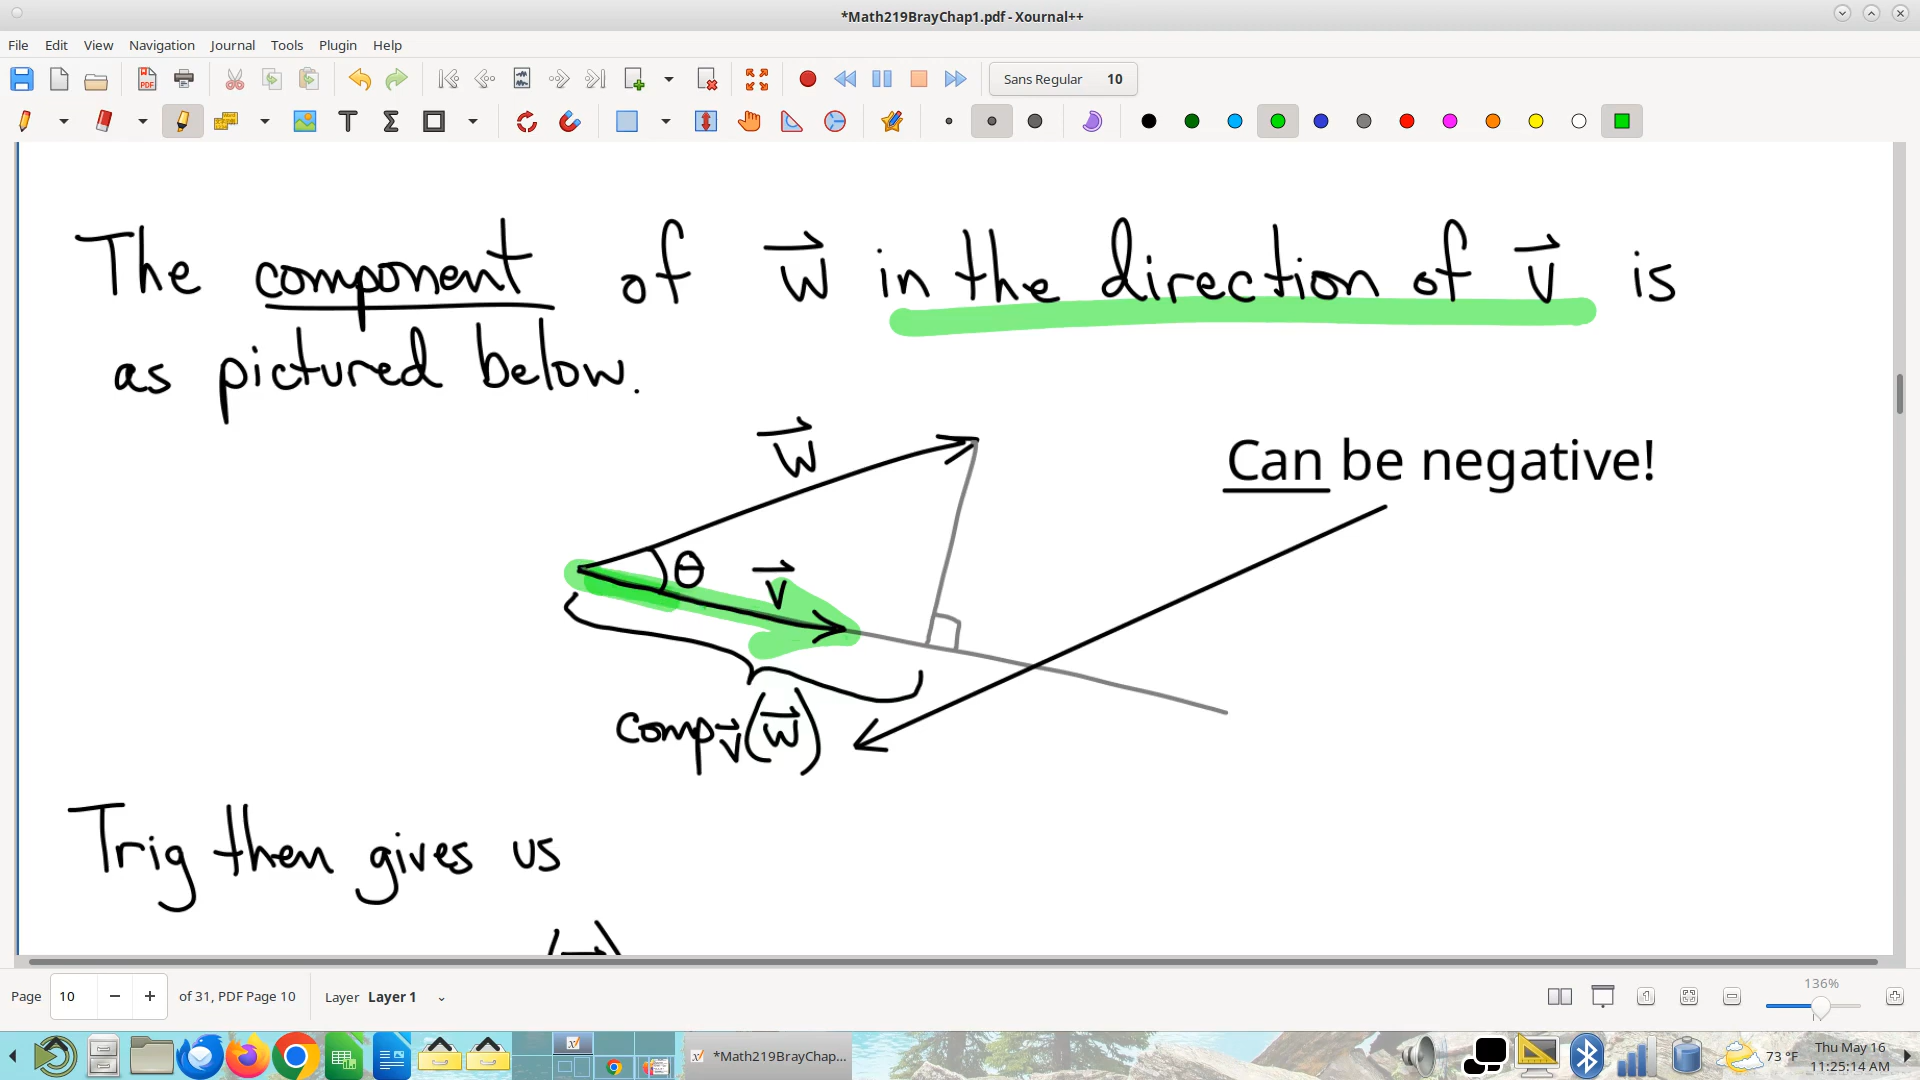 *Math219BrayChap1.pdf - Xournal++
File Edit View Navigation Journal Tools Plugin Help
Sans Regular 10
The component of w⃗ in the direction of v⃗ is
as pictured below.
w⃗
Can be negative!
θ
v⃗
comp_v⃗(w⃗)
Trig then gives us
136%
Page 10 of 31, PDF Page 10 Layer Layer 1
*Math219BrayChap...
73 °F
Thu May 16
11:25:14 AM